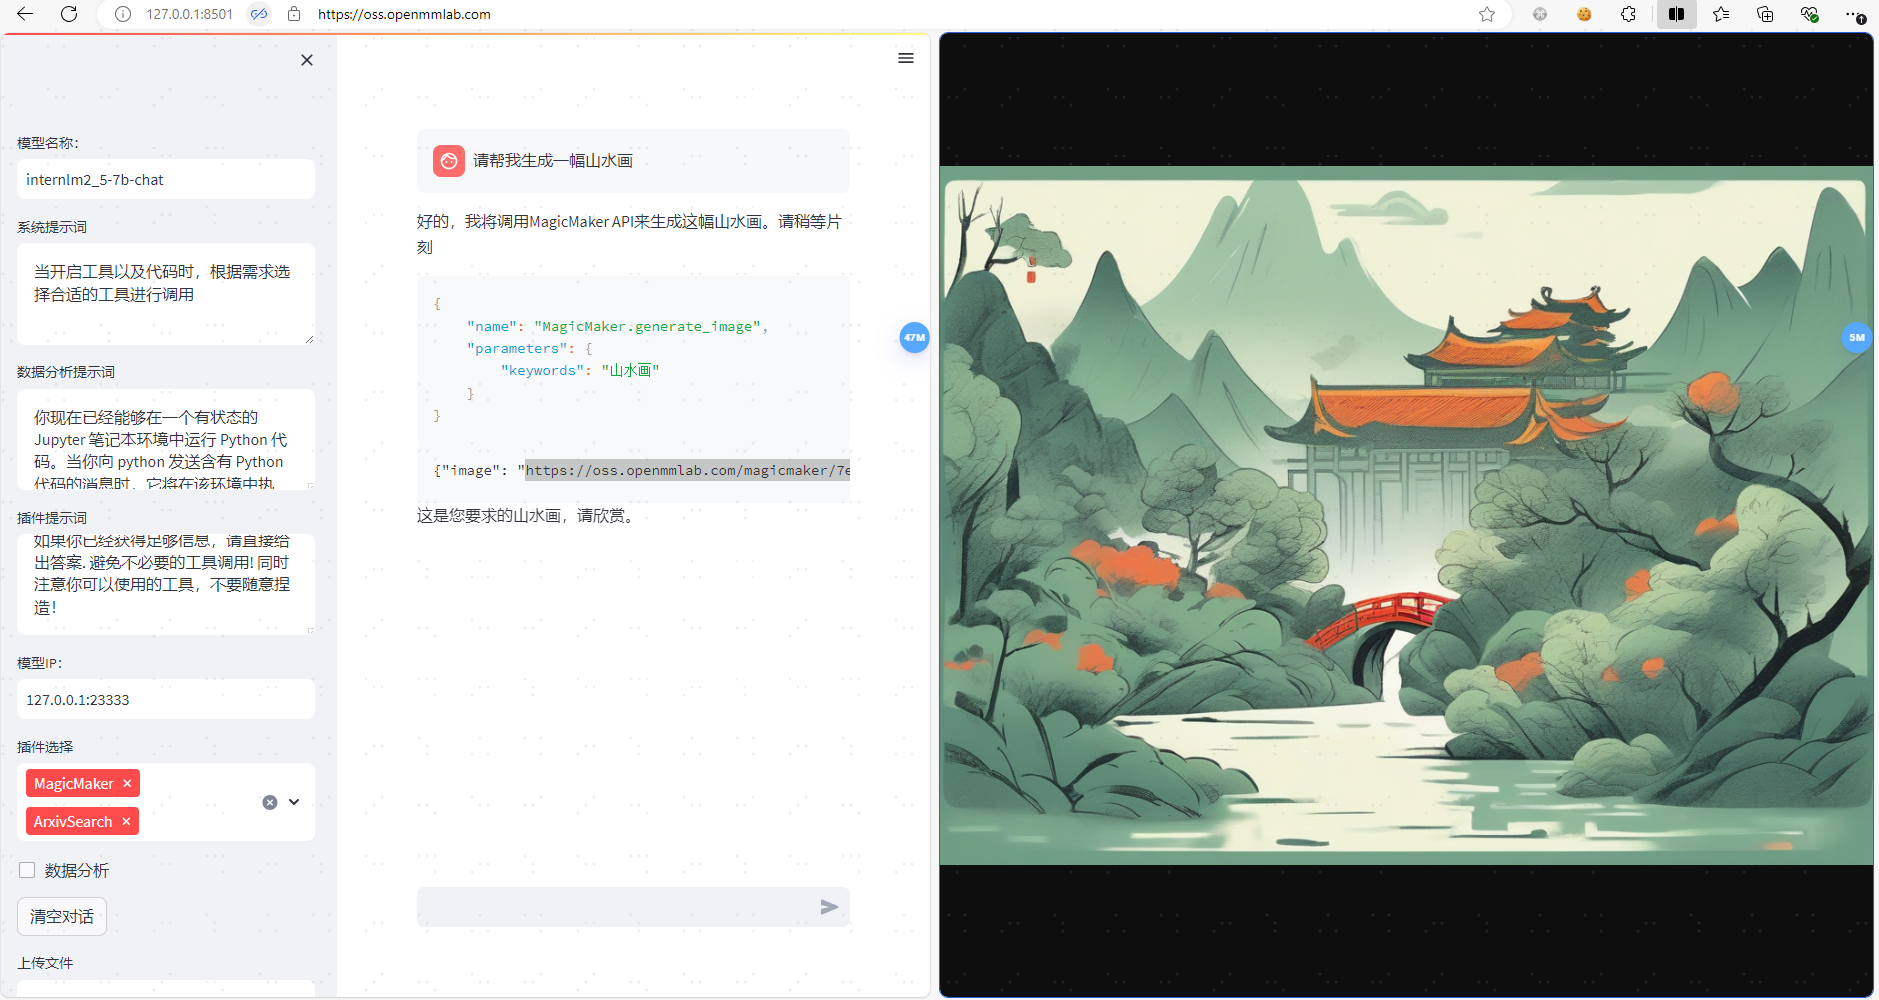 127.0.0.1:8501
https://oss.openmmlab.com
模型名称：
internlm2_5-7b-chat
系统提示词
当开启工具以及代码时，根据需求选
择合适的工具进行调用
数据分析提示词
你现在已经能够在一个有状态的
Jupyter 笔记本环境中运行 Python 代
码。当你向 python 发送含有 Python
代码的消息时，它将在该环境中执
插件提示词
如果你已经获得足够信息，请直接给
出答案. 避免不必要的工具调用! 同时
注意你可以使用的工具，不要随意捏
造！
模型IP：
127.0.0.1:23333
插件选择
MagicMaker
ArxivSearch
数据分析
清空对话
上传文件
请帮我生成一幅山水画
好的，我将调用MagicMaker API来生成这幅山水画。请稍等片
刻
{
"name": "MagicMaker.generate_image",
"parameters": {
"keywords": "山水画"
}
}
{"image": "https://oss.openmmlab.com/magicmaker/7e
这是您要求的山水画，请欣赏。
47M
5M